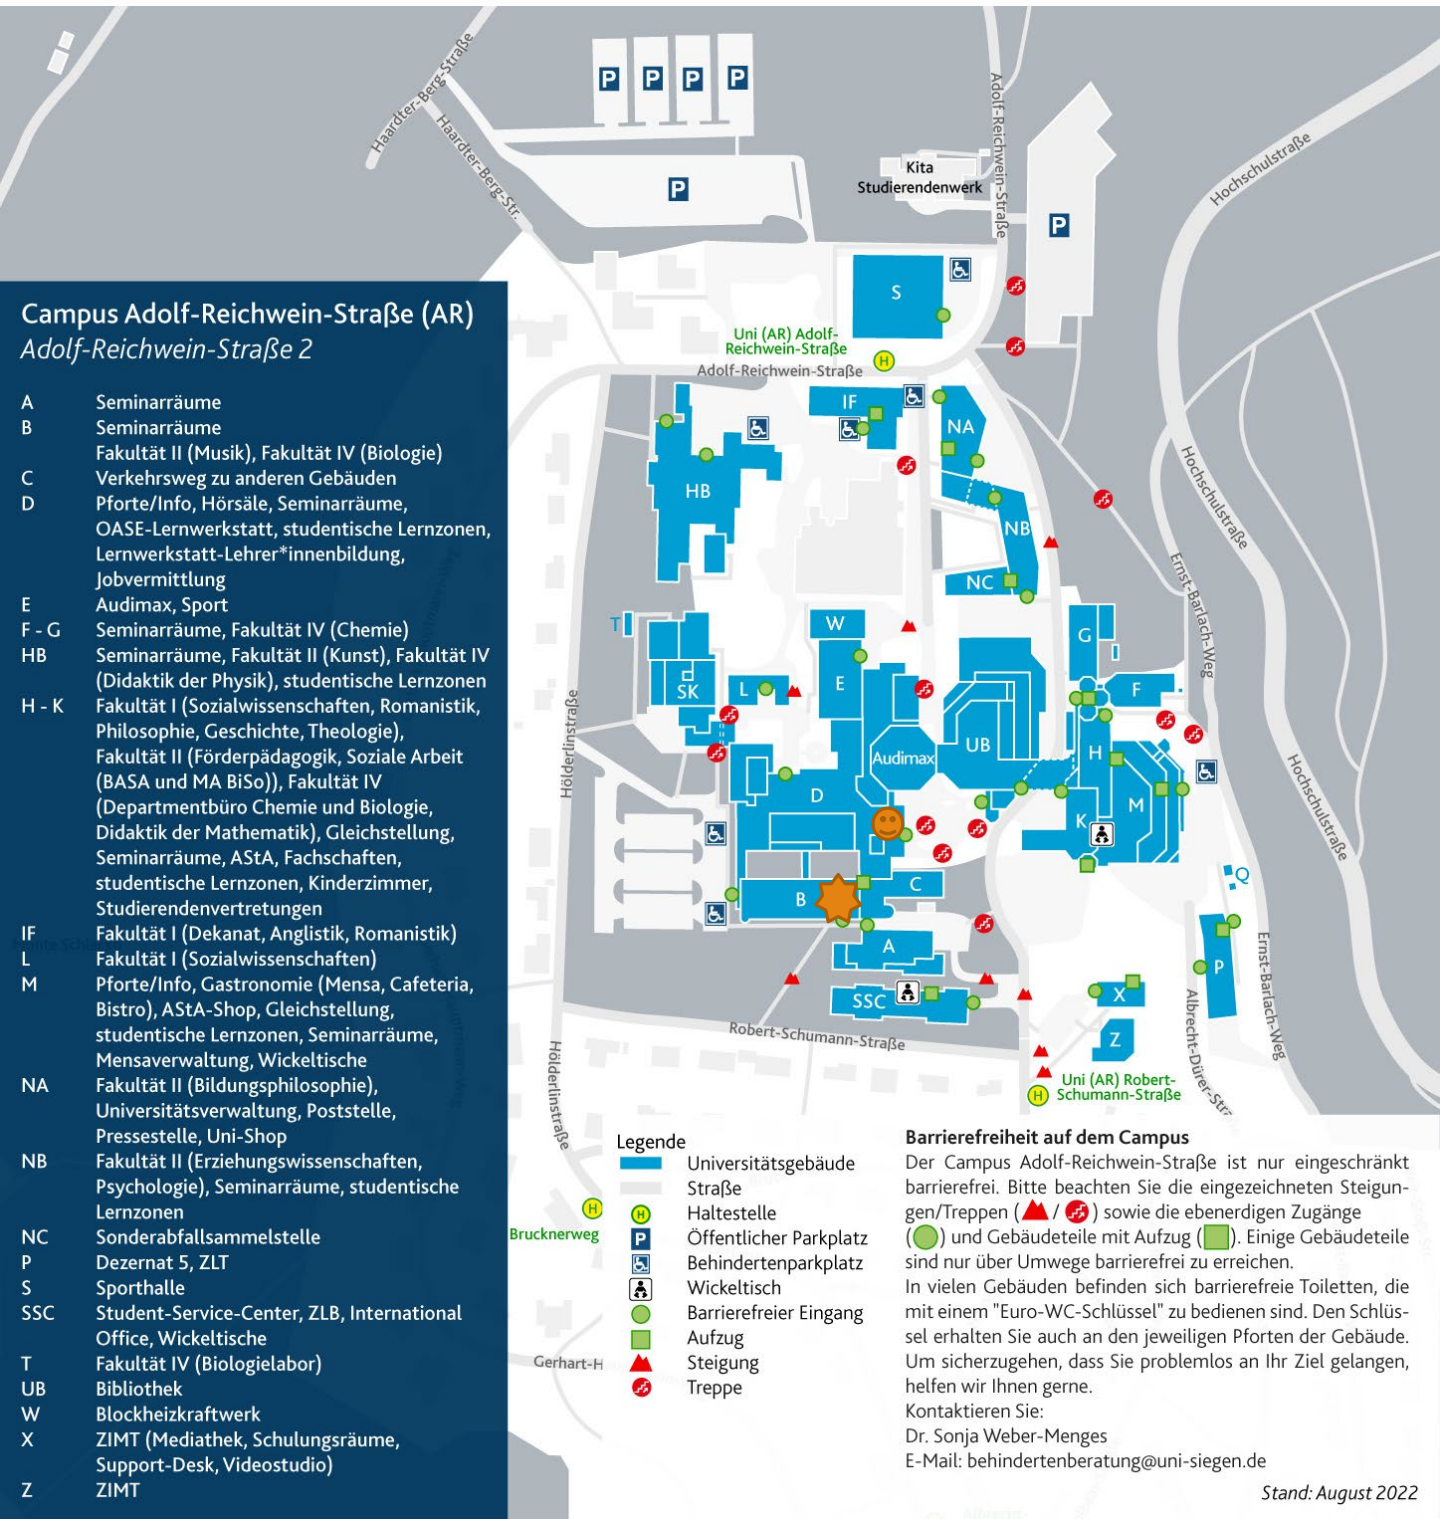 Haardter-Berg-Straße
Haardter-Berg-Str.
P
P
P
P
P
Kita
Studierendenwerk
Adolf-Reichwein-Straße
P
Hochschulstraße
Campus Adolf-Reichwein-Straße (AR)
Adolf-Reichwein-Straße 2
A Seminarräume
B Seminarräume
Fakultät II (Musik), Fakultät IV (Biologie)
C Verkehrsweg zu anderen Gebäuden
D Pforte/Info, Hörsäle, Seminarräume,
OASE-Lernwerkstatt, studentische Lernzonen,
Lernwerkstatt-Lehrer*innenbildung,
Jobvermittlung
E Audimax, Sport
F - G Seminarräume, Fakultät IV (Chemie)
HB Seminarräume, Fakultät II (Kunst), Fakultät IV
(Didaktik der Physik), studentische Lernzonen
H - K Fakultät I (Sozialwissenschaften, Romanistik,
Philosophie, Geschichte, Theologie),
Fakultät II (Förderpädagogik, Soziale Arbeit
(BASA und MA BiSo)), Fakultät IV
(Departmentbüro Chemie und Biologie,
Didaktik der Mathematik), Gleichstellung,
Seminarräume, AStA, Fachschaften,
studentische Lernzonen, Kinderzimmer,
Studierendenvertretungen
IF Fakultät I (Dekanat, Anglistik, Romanistik)
L Fakultät I (Sozialwissenschaften)
M Pforte/Info, Gastronomie (Mensa, Cafeteria,
Bistro), AStA-Shop, Gleichstellung,
studentische Lernzonen, Seminarräume,
Mensaverwaltung, Wickeltische
NA Fakultät II (Bildungsphilosophie),
Universitätsverwaltung, Poststelle,
Pressestelle, Uni-Shop
NB Fakultät II (Erziehungswissenschaften,
Psychologie), Seminarräume, studentische
Lernzonen
NC Sonderabfallsammelstelle
P Dezernat 5, ZLT
S Sporthalle
SSC Student-Service-Center, ZLB, International
Office, Wickeltische
T Fakultät IV (Biologielabor)
UB Bibliothek
W Blockheizkraftwerk
X ZIMT (Mediathek, Schulungsräume,
Support-Desk, Videostudio)
Z ZIMT
S
Uni (AR) Adolf-
Reichwein-Straße
H
Adolf-Reichwein-Straße
IF
NA
HB
NB
NC
Hochschulstraße
Ernst-Barlach-Weg
T
W
G
SK
L
E
F
Hölderlinstraße
Audimax
UB
H
D
M
K
Hochschulstraße
B
C
Q
A
P
SSC
X
Z
Robert-Schumann-Straße
Hölderlinstraße
Albrecht-Dürer-Stra
Ernst-Barlach-Weg
H
Uni (AR) Robert-
Schumann-Straße
H
Brucknerweg
Gerhart-H
Legende
Universitätsgebäude
Straße
H Haltestelle
P Öffentlicher Parkplatz
Behindertenparkplatz
Wickeltisch
Barrierefreier Eingang
Aufzug
Steigung
Treppe
Barrierefreiheit auf dem Campus
Der Campus Adolf-Reichwein-Straße ist nur eingeschränkt
barrierefrei. Bitte beachten Sie die eingezeichneten Steigun-
gen/Treppen ( / ) sowie die ebenerdigen Zugänge
( ) und Gebäudeteile mit Aufzug ( ). Einige Gebäudeteile
sind nur über Umwege barrierefrei zu erreichen.
In vielen Gebäuden befinden sich barrierefreie Toiletten, die
mit einem "Euro-WC-Schlüssel" zu bedienen sind. Den Schlüs-
sel erhalten Sie auch an den jeweiligen Pforten der Gebäude.
Um sicherzugehen, dass Sie problemlos an Ihr Ziel gelangen,
helfen wir Ihnen gerne.
Kontaktieren Sie:
Dr. Sonja Weber-Menges
E-Mail: behindertenberatung@uni-siegen.de
Stand: August 2022